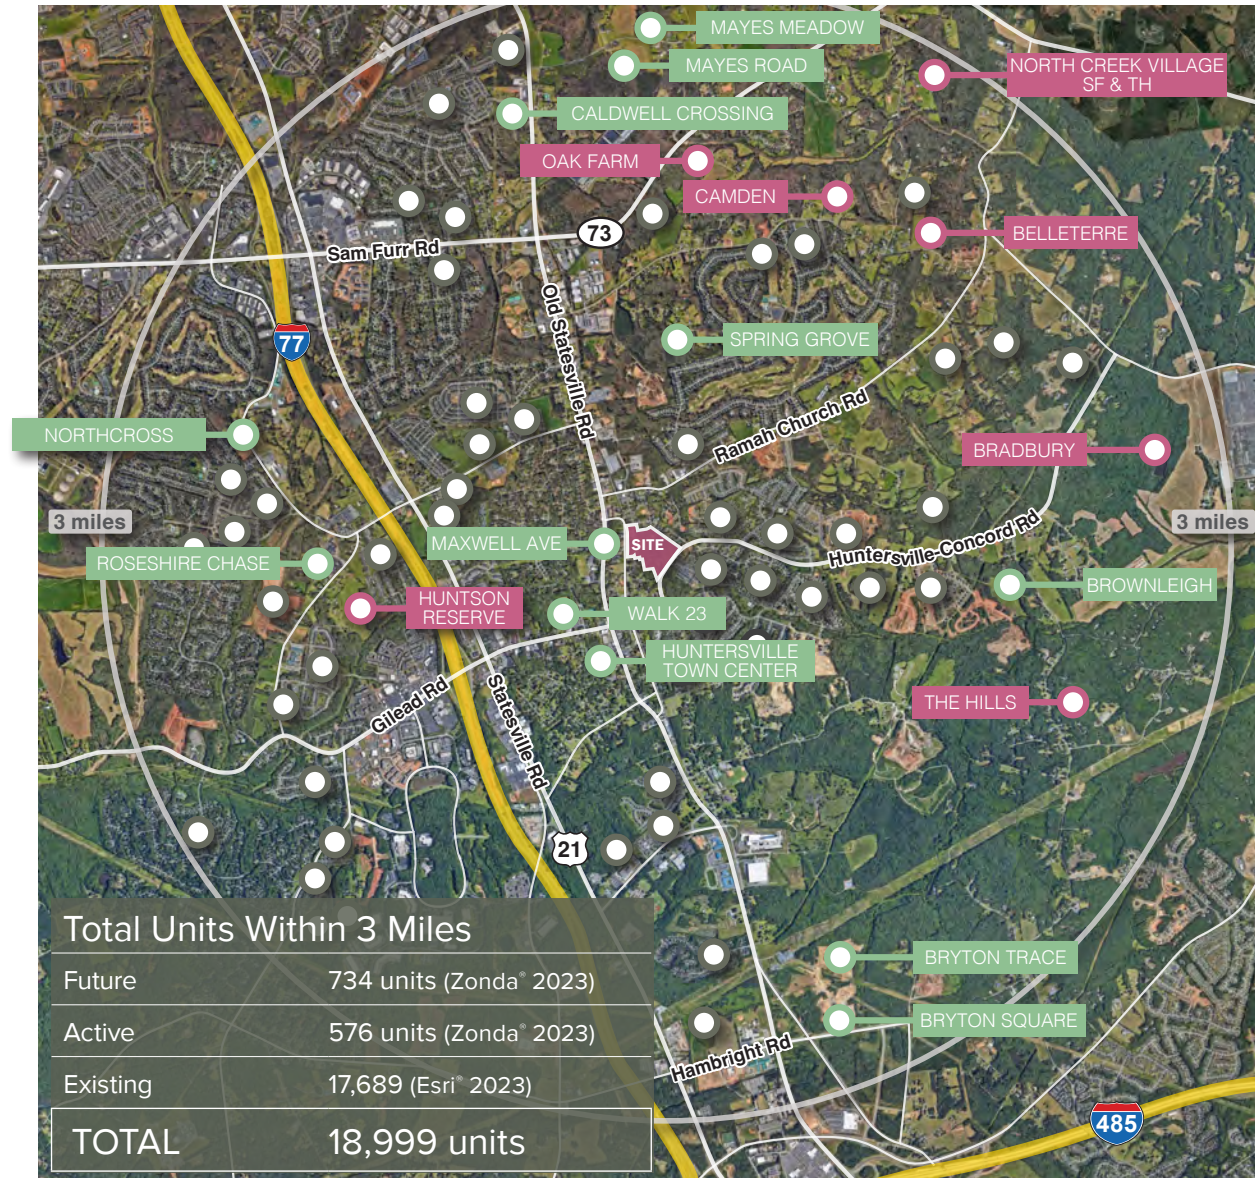 MAYES MEADOW
MAYES ROAD
NORTH CREEK VILLAGE
SF & TH
CALDWELL CROSSING
OAK FARM
CAMDEN
73
BELLETERRE
Sam Furr Rd
Old Statesville Rd
77
SPRING GROVE
Ramah Church Rd
NORTHCROSS
BRADBURY
3 miles
3 miles
MAXWELL AVE
SITE
Huntersville-Concord Rd
ROSESHIRE CHASE
BROWNLEIGH
HUNTSON
RESERVE
WALK 23
HUNTERSVILLE
TOWN CENTER
Gilead Rd
Statesville Rd
THE HILLS
21
Total Units Within 3 Miles
Future 734 units (Zonda® 2023)
Active 576 units (Zonda® 2023)
Existing 17,689 (Esri® 2023)
TOTAL 18,999 units
BRYTON TRACE
BRYTON SQUARE
Hambright Rd
485